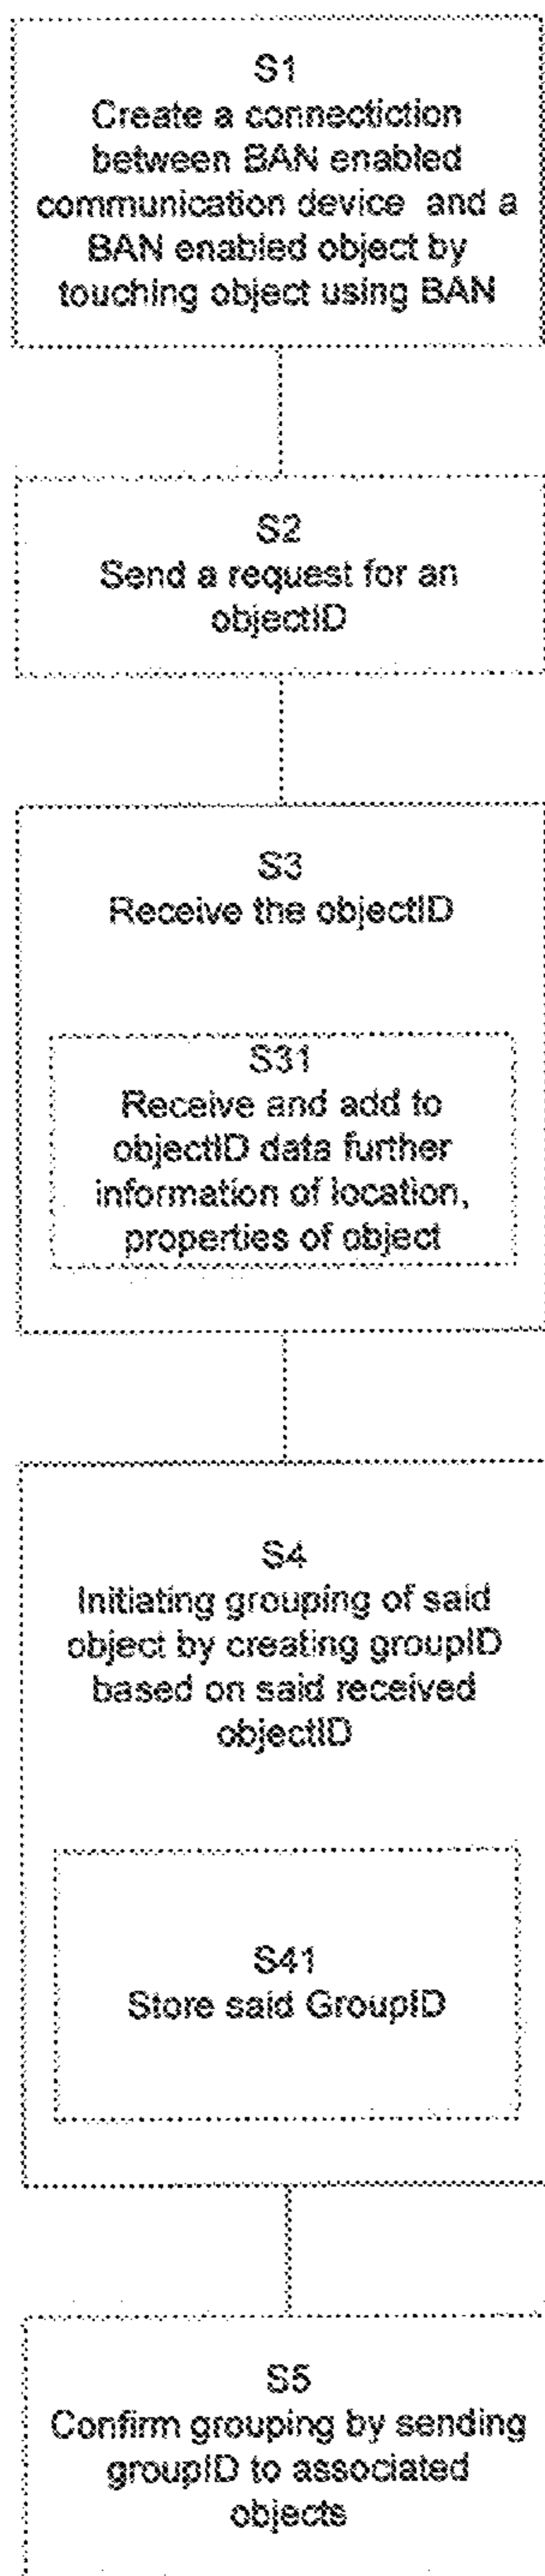 S1
Create a connectiction
between BAN enabled
communication device and a
BAN enabled object by
touching object using BAN
S2
Send a request for an
objectID
S3
Receive the objectID
S31
Receive and add to
objectID data further
information of location,
properties of object
S4
Initiating grouping of said
object by creating groupID
based on said received
objectID
S41
Store said GroupID
S5
Confirm grouping by sending
groupID to associated
objects